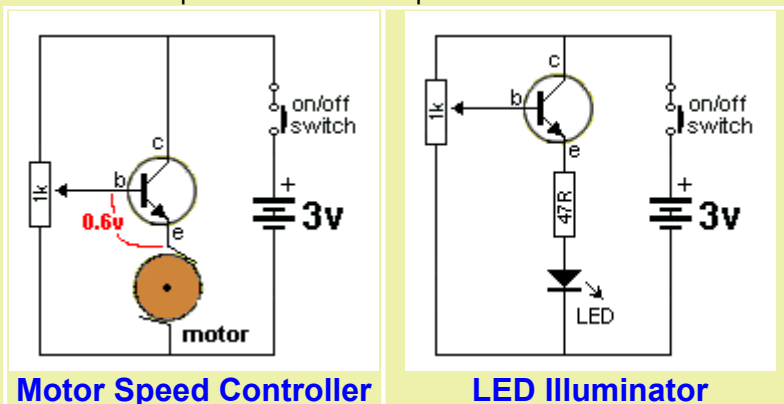 c
1k
b
0.6v
e
motor
on/off
switch
+
3v
Motor Speed Controller
c
1k
b
e
47R
LED
on/off
switch
+
3v
LED Illuminator